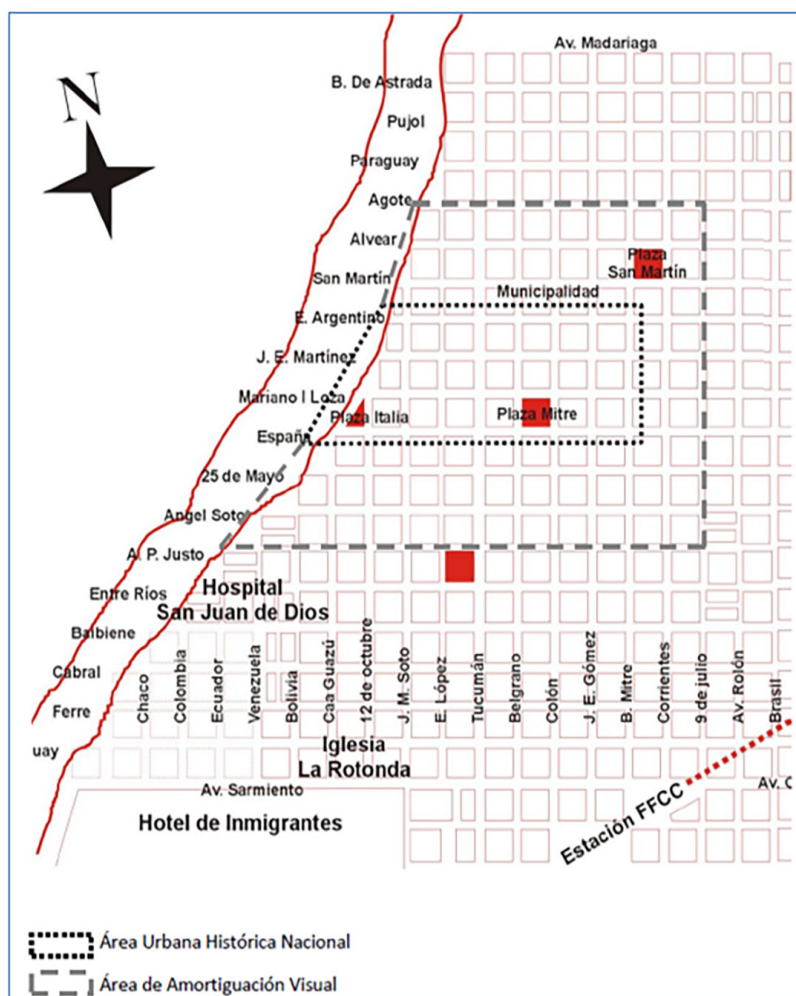 Av. Madariaga
B. De Astrada
N
Pujol
Paraguay
Agote
Alvear
Plaza
San Martín
San Martín
Municipalidad
E. Argentino
J. E. Martínez
Mariano I Loza
Plaza Italia
Plaza Mitre
España
25 de Mayo
Angel Soto
A. P. Justo
Hospital
San Juan de Dios
Entre Ríos
Balbiene
Cabral
Ferre
uay
Chaco
Colombia
Ecuador
Venezuela
Bolivia
Caa Guazú
12 de octubre
J. M. Soto
E. López
Tucumán
Belgrano
Colón
J. E. Gómez
B. Mitre
Corrientes
9 de julio
Av. Rolón
Brasil
Iglesia
La Rotonda
Av. Sarmiento
Av. C
Hotel de Inmigrantes
Estación FFCC
Área Urbana Histórica Nacional
Área de Amortiguación Visual